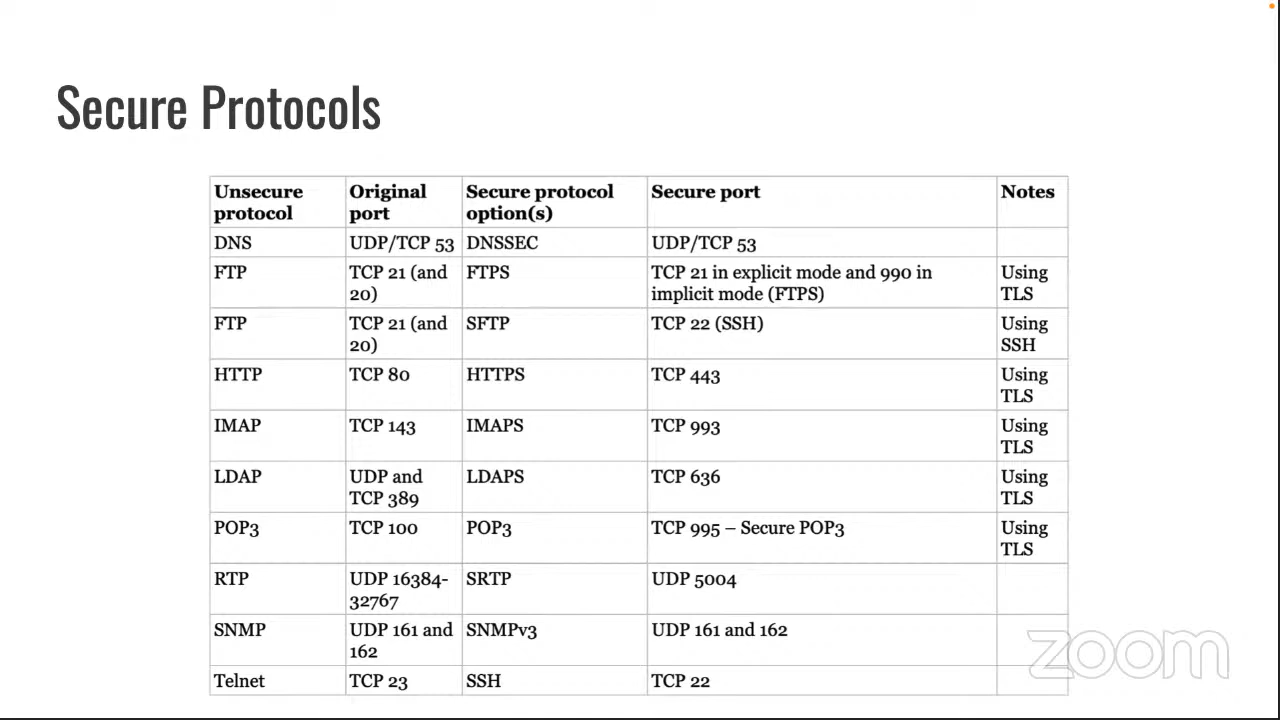 Secure Protocols
Unsecure protocol Original port Secure protocol option(s) Secure port Notes
DNS UDP/TCP 53 DNSSEC UDP/TCP 53
FTP TCP 21 (and 20) FTPS TCP 21 in explicit mode and 990 in implicit mode (FTPS) Using TLS
FTP TCP 21 (and 20) SFTP TCP 22 (SSH) Using SSH
HTTP TCP 80 HTTPS TCP 443 Using TLS
IMAP TCP 143 IMAPS TCP 993 Using TLS
LDAP UDP and TCP 389 LDAPS TCP 636 Using TLS
POP3 TCP 100 POP3 TCP 995 – Secure POP3 Using TLS
RTP UDP 16384-32767 SRTP UDP 5004
SNMP UDP 161 and 162 SNMPv3 UDP 161 and 162
Telnet TCP 23 SSH TCP 22
zoom